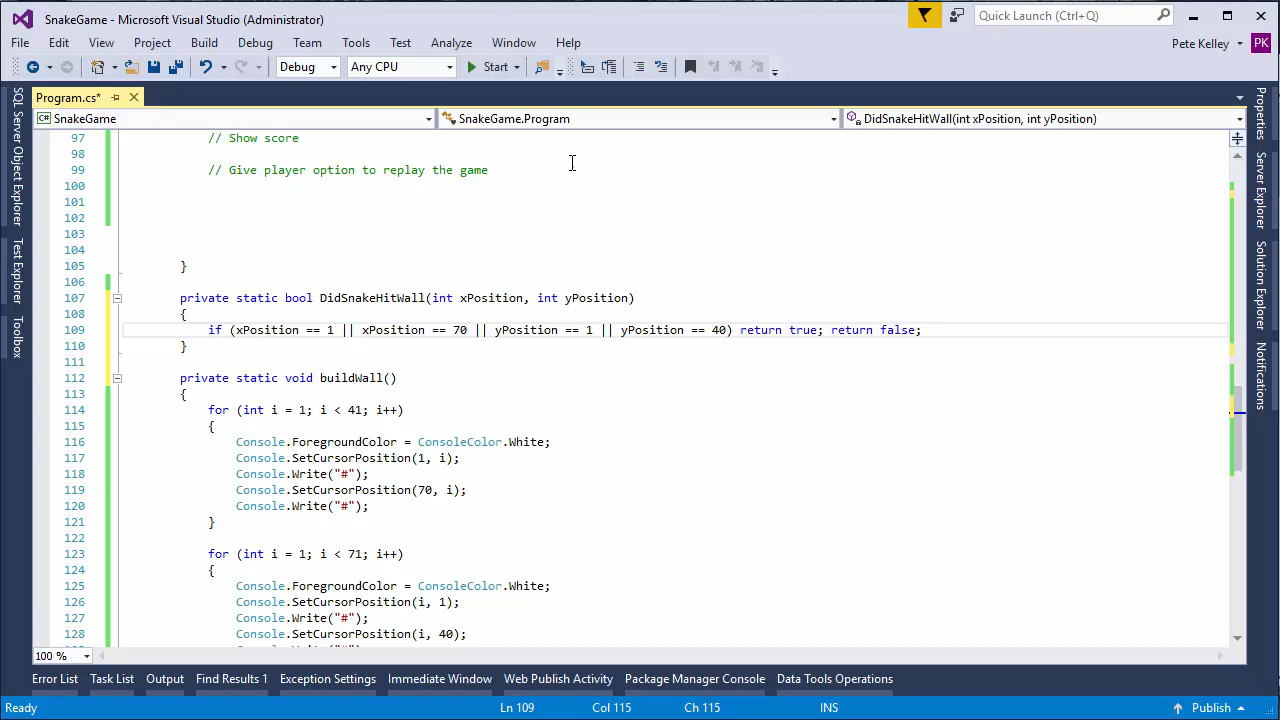 SnakeGame - Microsoft Visual Studio (Administrator)
Quick Launch (Ctrl+Q)
File Edit View Project Build Debug Team Tools Test Analyze Window Help
Pete Kelley PK
Debug Any CPU Start
Program.cs*
C# SnakeGame SnakeGame.Program DidSnakeHitWall(int xPosition, int yPosition)
SQL Server Object Explorer
Test Explorer
Toolbox
97 // Show score
98
99 // Give player option to replay the game
100
101
102
103
104
105 }
106
107 private static bool DidSnakeHitWall(int xPosition, int yPosition)
108 {
109 if (xPosition == 1 || xPosition == 70 || yPosition == 1 || yPosition == 40) return true; return false;
110 }
111
112 private static void buildWall()
113 {
114 for (int i = 1; i < 41; i++)
115 {
116 Console.ForegroundColor = ConsoleColor.White;
117 Console.SetCursorPosition(1, i);
118 Console.Write("#");
119 Console.SetCursorPosition(70, i);
120 Console.Write("#");
121 }
122
123 for (int i = 1; i < 71; i++)
124 {
125 Console.ForegroundColor = ConsoleColor.White;
126 Console.SetCursorPosition(i, 1);
127 Console.Write("#");
128 Console.SetCursorPosition(i, 40);
Properties
Server Explorer
Solution Explorer
Notifications
100 %
Error List Task List Output Find Results 1 Exception Settings Immediate Window Web Publish Activity Package Manager Console Data Tools Operations
Ready Ln 109 Col 115 Ch 115 INS Publish